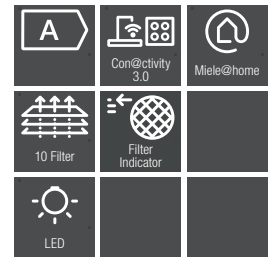 A
Con@ctivity
3.0
Miele@home
10 Filter
Filter
Indicator
LED